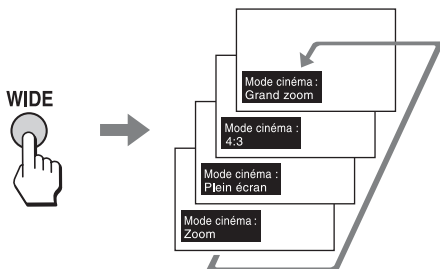 WIDE
Mode cinéma :
Grand zoom
Mode cinéma :
4:3
Mode cinéma :
Plein écran
Mode cinéma :
Zoom